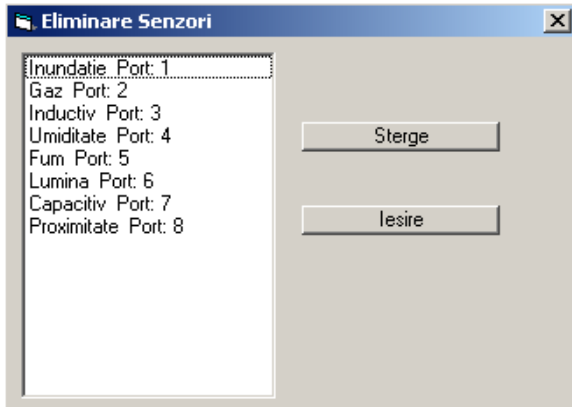 Eliminare Senzori
Inundatie Port: 1
Gaz Port: 2
Inductiv Port: 3
Umiditate Port: 4
Fum Port: 5
Lumina Port: 6
Capacitiv Port: 7
Proximitate Port: 8
Sterge
Iesire